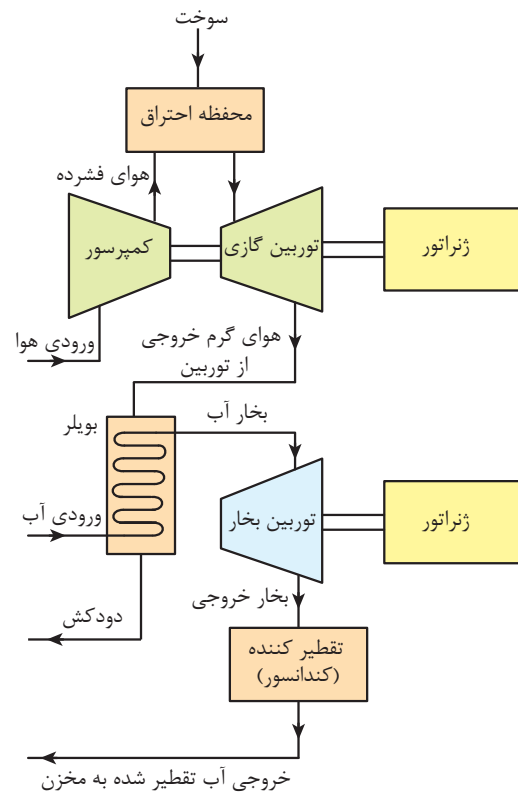 سوخت
محفظه احتراق
هوای فشرده
کمپرسور
توربین گازی
ژنراتور
ورودی هوا
هوای گرم خروجی
از توربین
بویلر
بخار آب
ورودی آب
توربین بخار
ژنراتور
بخار خروجی
دودکش
تقطیر کننده
(کندانسور)
خروجی آب تقطیر شده به مخزن